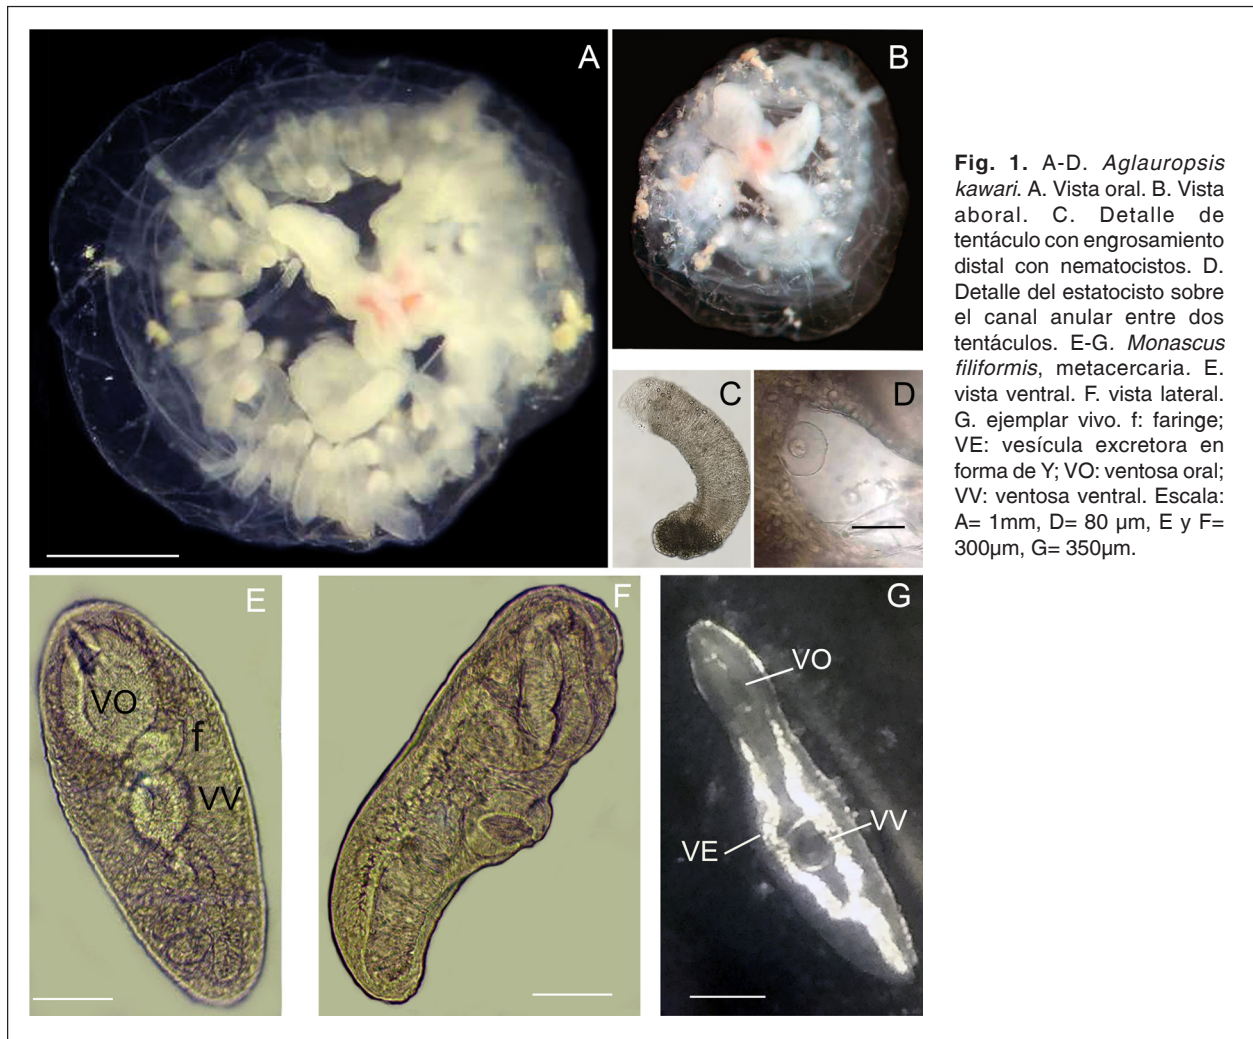 A
B
C
D
Fig. 1. A-D. Aglauropsis
kawari. A. Vista oral. B. Vista
aboral. C. Detalle de
tentáculo con engrosamiento
distal con nematocistos. D.
Detalle del estatocisto sobre
el canal anular entre dos
tentáculos. E-G. Monascus
filiformis, metacercaria. E.
vista ventral. F. vista lateral.
G. ejemplar vivo. f: faringe;
VE: vesícula excretora en
forma de Y; VO: ventosa oral;
VV: ventosa ventral. Escala:
A= 1mm, D= 80 µm, E y F=
300µm, G= 350µm.
E
VO
f
VV
F
G
VO
VV
VE